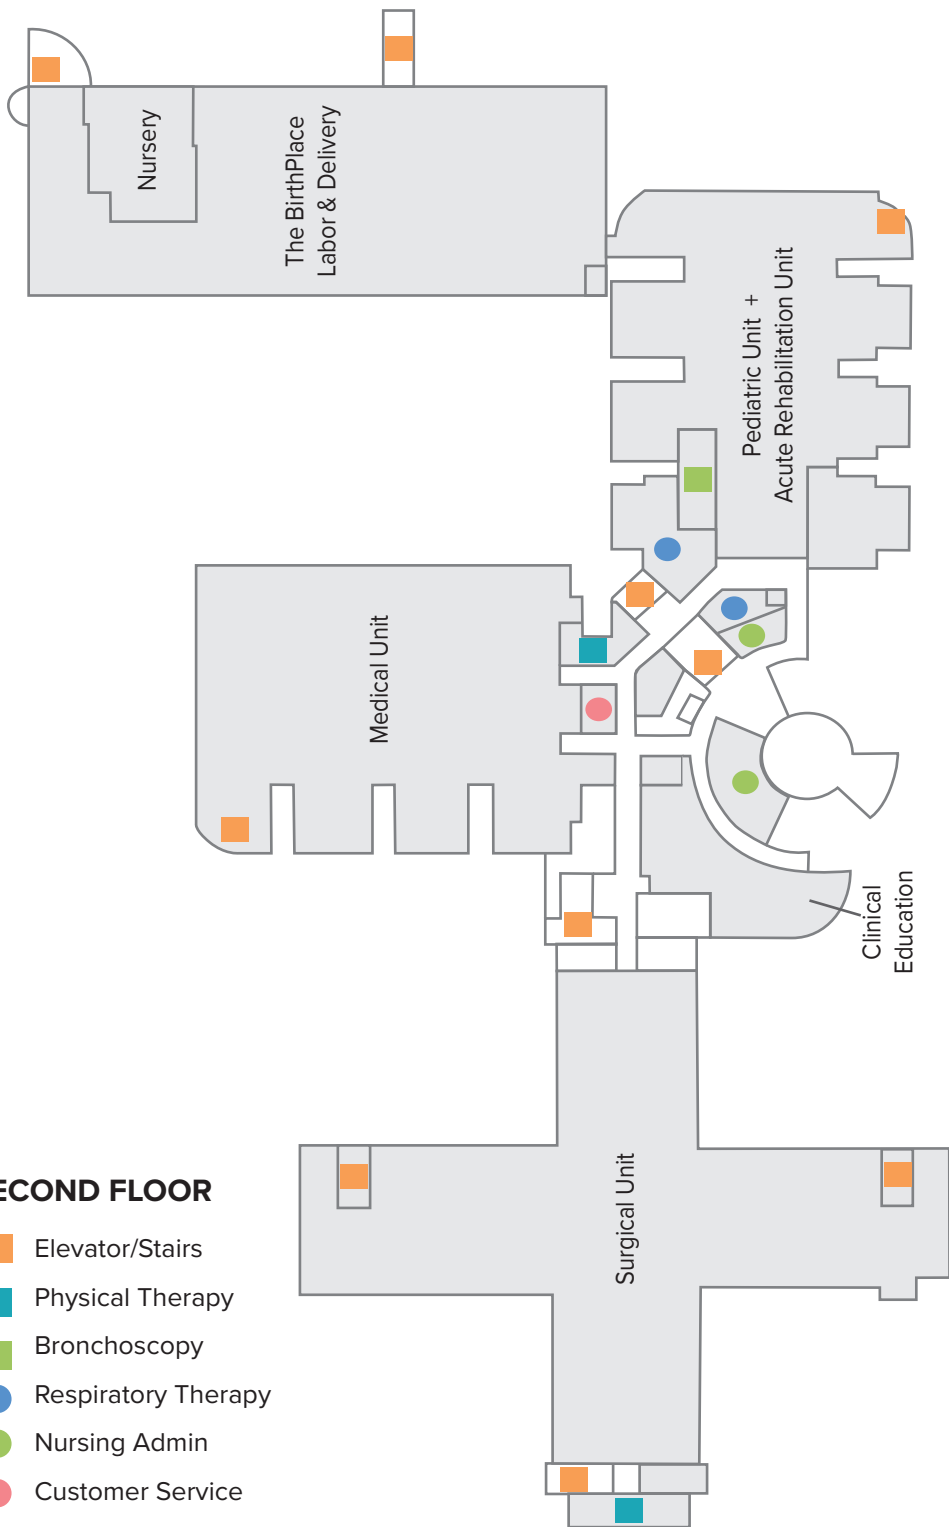 Nursery
The BirthPlace
Labor & Delivery
Pediatric Unit +
Acute Rehabilitation Unit
Medical Unit
Clinical
Education
Surgical Unit
ECOND FLOOR
Elevator/Stairs
Physical Therapy
Bronchoscopy
Respiratory Therapy
Nursing Admin
Customer Service